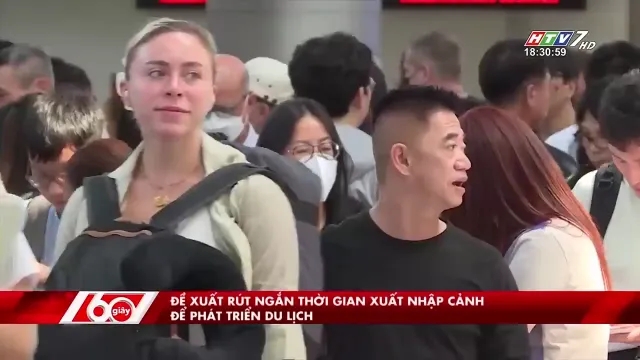 HTV7 HD
18:30:59
60 giây
ĐỀ XUẤT RÚT NGẮN THỜI GIAN XUẤT NHẬP CẢNH
ĐỂ PHÁT TRIỂN DU LỊCH